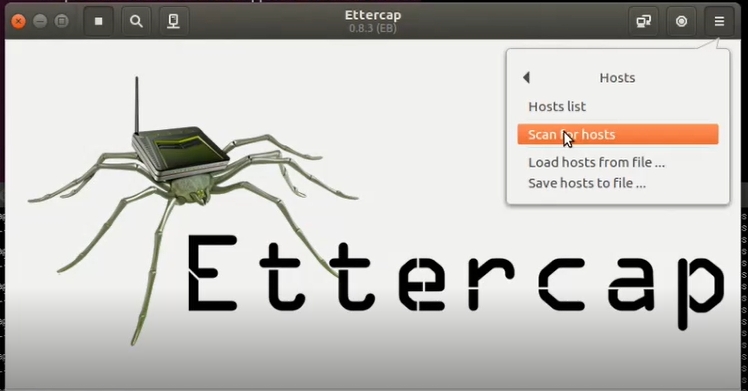 Ettercap
0.8.3 (EB)
Hosts
Hosts list
Scan for hosts
Load hosts from file ...
Save hosts to file ...
Ettercap